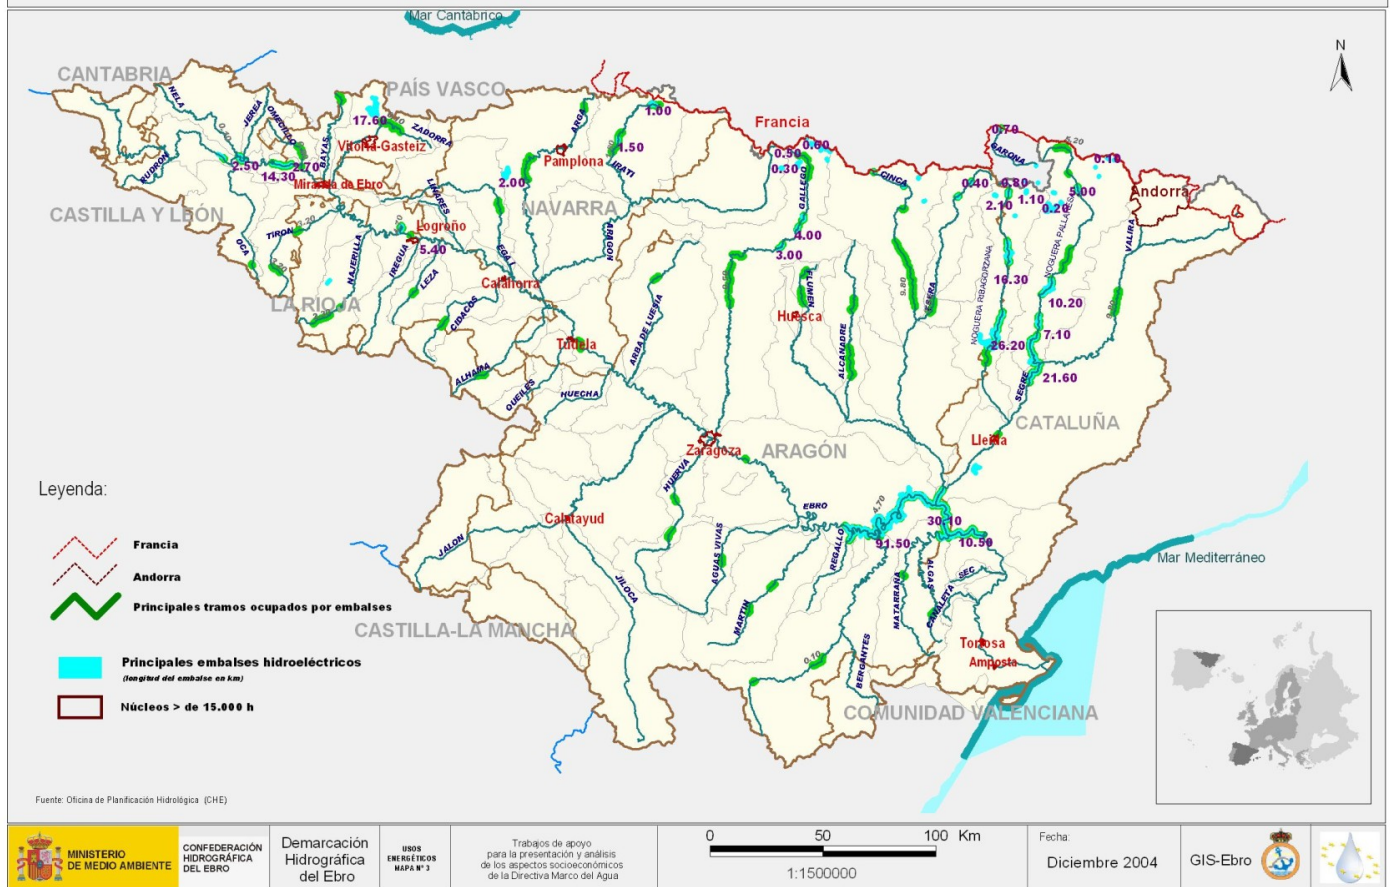 Mar Cantábrico
N
CANTABRIA
PAÍS VASCO
NELA
JEREA
OMECILLO
BAYAS
17.60
ZADORRA
Vitoria-Gasteiz
ARGA
Pamplona
1.00
1.50
IRATI
Francia
0.60
0.50
0.30
GALLEGO
CINCA
0.70
GARONA
0.10
0.40
0.80
1.10
2.10
0.20
5.00
Andorra
RUDRON
0.10
2.50
14.30
2.70
Miranda de Ebro
CASTILLA Y LEÓN
OCA
TIRON
NAJERILLA
IREGUA
LEZA
Logroño
5.40
LINARES
2.00
NAVARRA
EGA I.
ARAGON
4.00
3.00
LA RIOJA
CIDACOS
Calahorra
ARBA DE LUESIA
FLUMEN
Huesca
ALCANADRE
9.80
ESERA
NOGUERA RIBAGORZANA
NOGUERA PALLARESA
VALIRA
16.30
10.20
7.10
26.20
21.60
SEGRE
Tudela
ALHAMA
QUEILES
HUECHA
CATALUÑA
Lleida
Zaragoza
ARAGÓN
HUERVA
EBRO
4.70
30.10
91.50
10.50
Calatayud
JALON
JILOCA
AGUAS VIVAS
REGALLO
MARTIN
MATARRAÑA
ALGAS
CANALETA
SEC
BERGANTES
0.10
Tortosa
Amposta
Mar Mediterráneo
CASTILLA-LA MANCHA
COMUNIDAD VALENCIANA
Leyenda:
Francia
Andorra
Principales tramos ocupados por embalses
Principales embalses hidroeléctricos
(longitud del embalse en km)
Núcleos > de 15.000 h
Fuente: Oficina de Planificación Hidrológica (CHE)
MINISTERIO
DE MEDIO AMBIENTE
CONFEDERACIÓN
HIDROGRÁFICA
DEL EBRO
Demarcación
Hidrográfica
del Ebro
USOS
ENERGÉTICOS
MAPA Nº 3
Trabajos de apoyo
para la presentación y análisis
de los aspectos socioeconómicos
de la Directiva Marco del Agua
0 50 100 Km
1:1500000
Fecha:
Diciembre 2004
GIS-Ebro